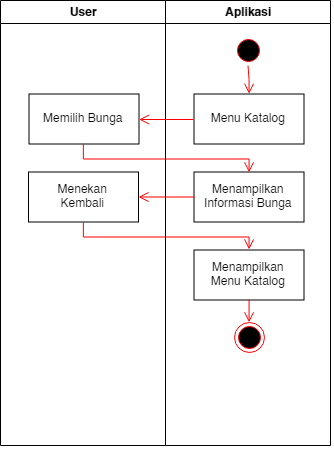 User
Aplikasi
Memilih Bunga
Menu Katalog
Menekan
Kembali
Menampilkan
Informasi Bunga
Menampilkan
Menu Katalog